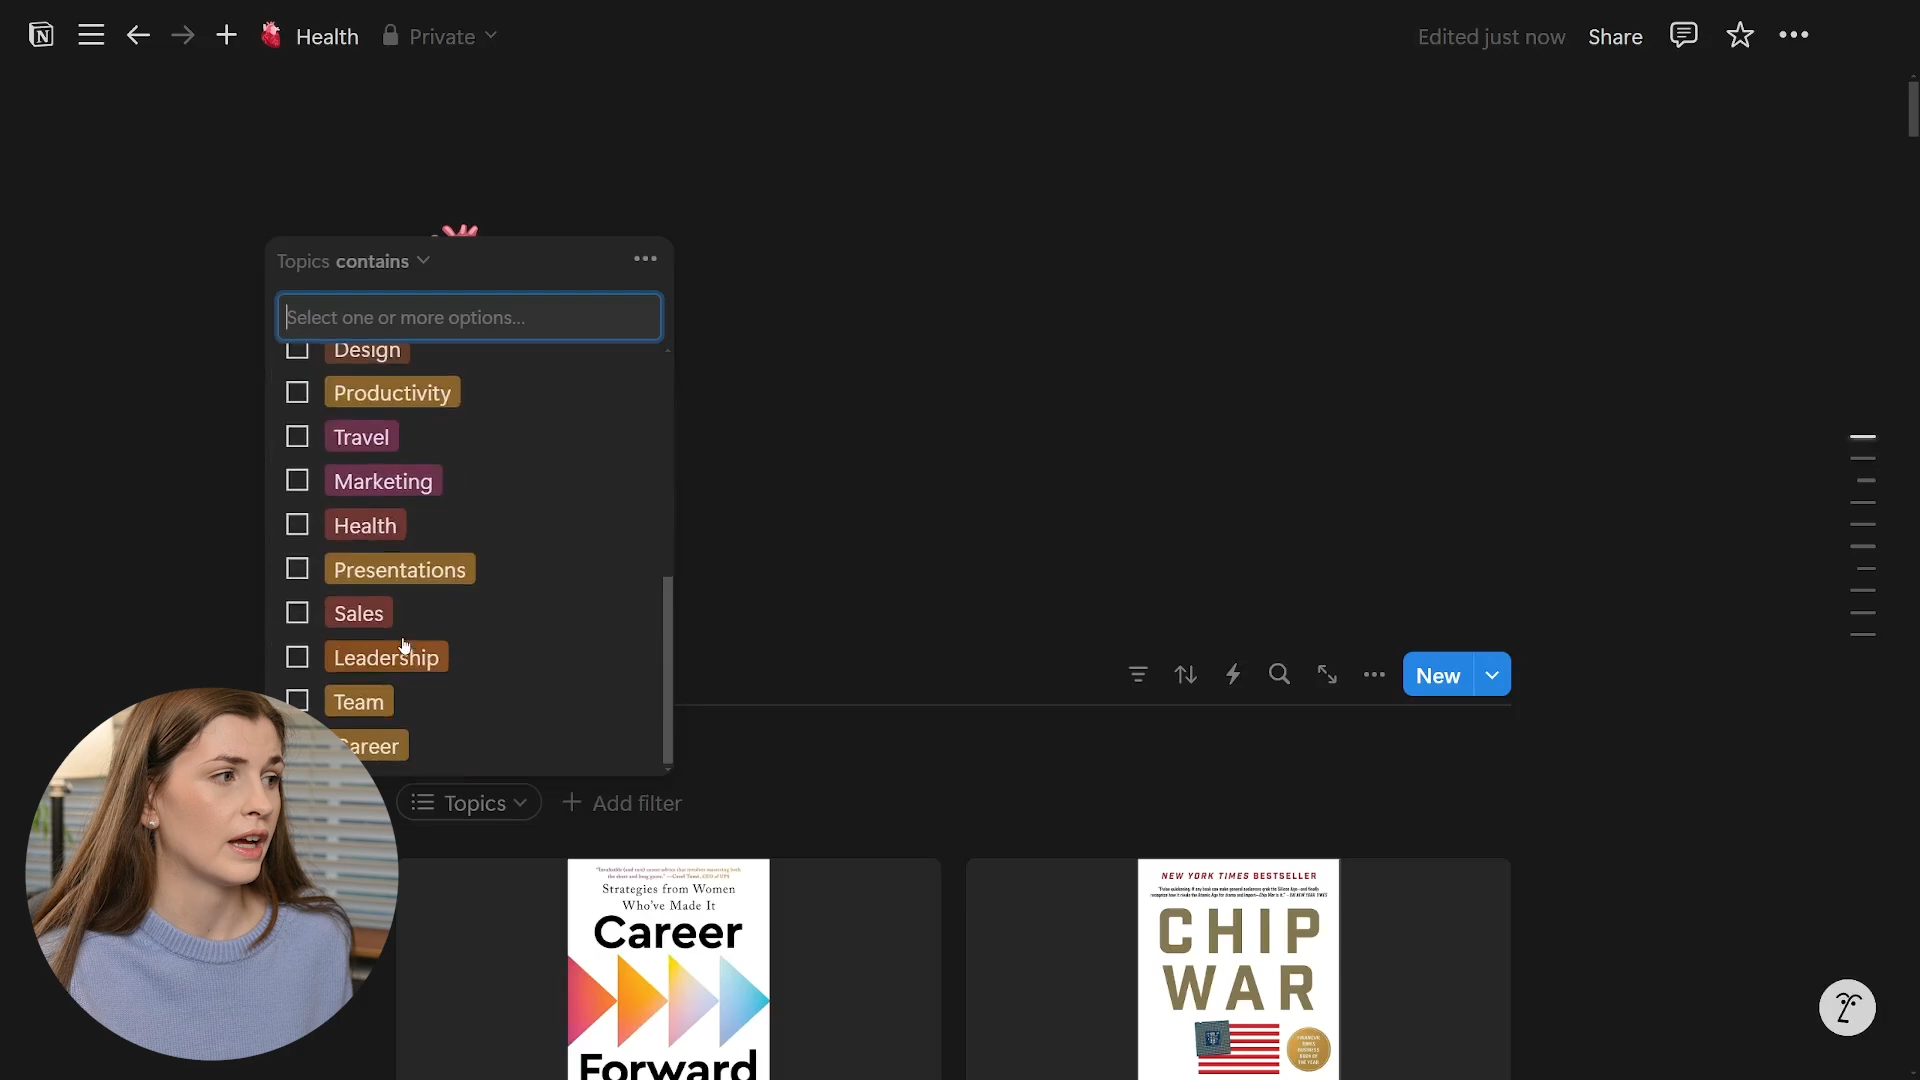 Health Private
Edited just now Share
Topics contains
Select one or more options...
Design
Productivity
Travel
Marketing
Health
Presentations
Sales
Leadership
Team
Career
New
Topics
Add filter
Strategies from Women
Who've Made It
Career
Forward
NEW YORK TIMES BESTSELLER
CHIP
WAR